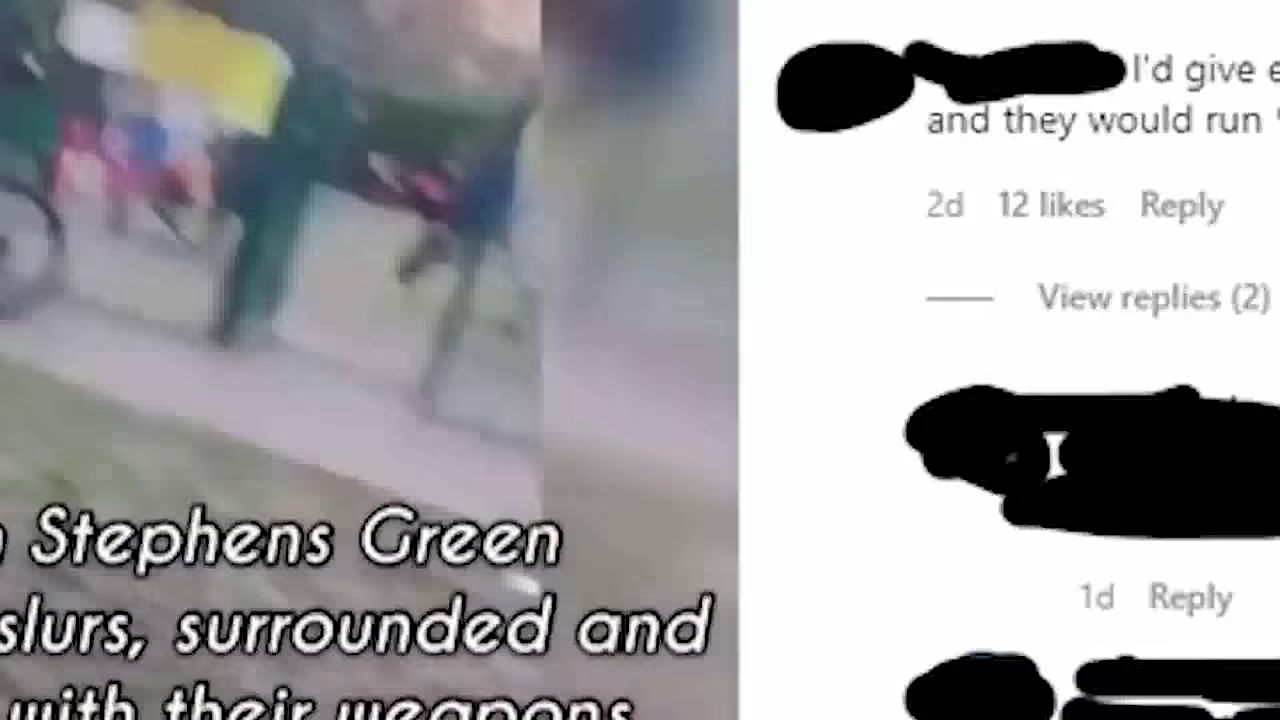 Stephens Green
slurs, surrounded and
with their weapons
I'd give
and they would run
2d 12 likes Reply
View replies (2)
1d Reply